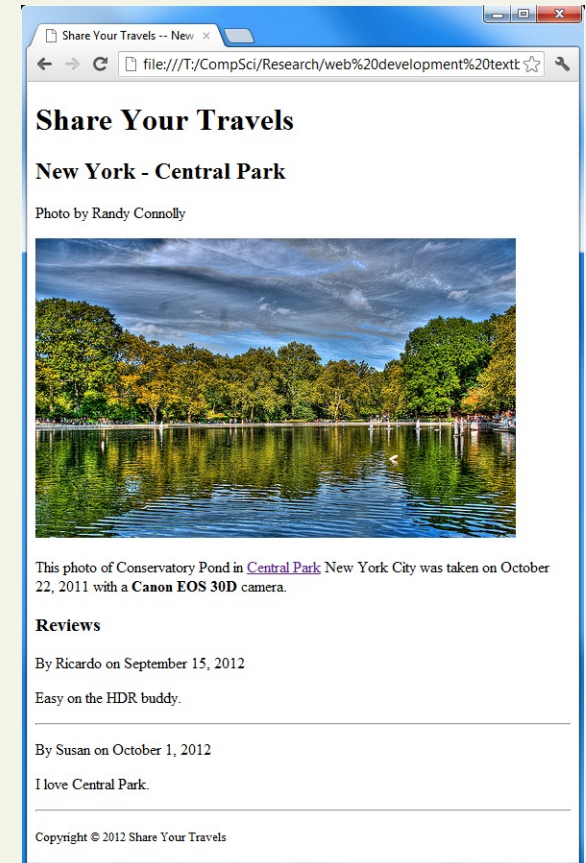 Share Your Travels -- New
file:///T:/CompSci/Research/web%20development%20textb
Share Your Travels
New York - Central Park
Photo by Randy Connolly
This photo of Conservatory Pond in Central Park New York City was taken on October
22, 2011 with a Canon EOS 30D camera.
Reviews
By Ricardo on September 15, 2012
Easy on the HDR buddy.
By Susan on October 1, 2012
I love Central Park.
Copyright © 2012 Share Your Travels